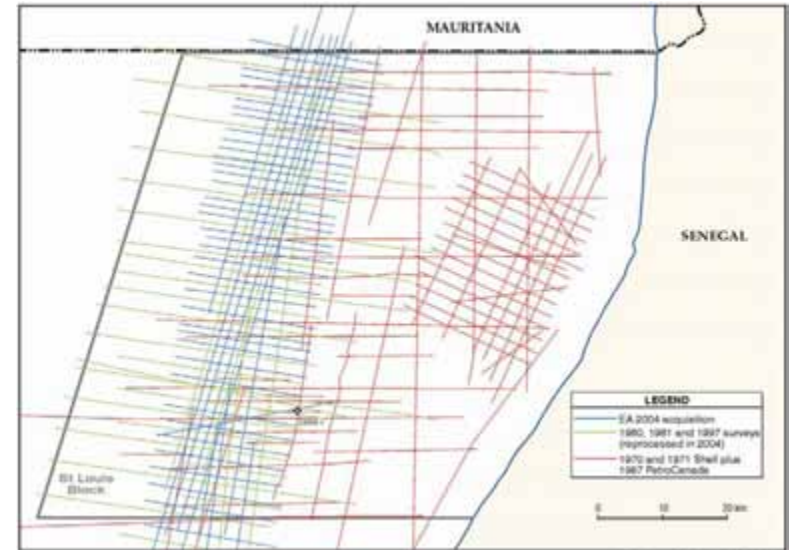 MAURITANIA
SENEGAL
LEGEND
EA 2004 acquisition
1980, 1981 and 1997 surveys
(reprocessed in 2004)
1970 and 1971 Shell plus
1987 PetroCanada
St Louis
Block
0 10 20 km